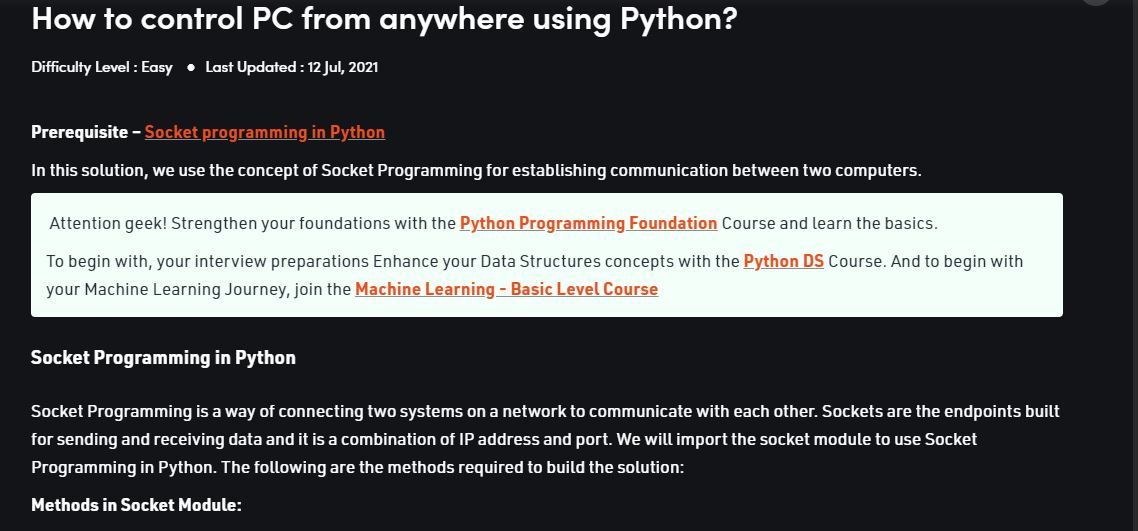 How to control PC from anywhere using Python?
Difficulty Level : Easy ● Last Updated : 12 Jul, 2021
Prerequisite – Socket programming in Python
In this solution, we use the concept of Socket Programming for establishing communication between two computers.
Attention geek! Strengthen your foundations with the Python Programming Foundation Course and learn the basics.
To begin with, your interview preparations Enhance your Data Structures concepts with the Python DS Course. And to begin with
your Machine Learning Journey, join the Machine Learning - Basic Level Course
Socket Programming in Python
Socket Programming is a way of connecting two systems on a network to communicate with each other. Sockets are the endpoints built
for sending and receiving data and it is a combination of IP address and port. We will import the socket module to use Socket
Programming in Python. The following are the methods required to build the solution:
Methods in Socket Module: